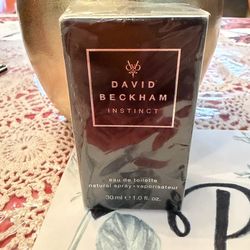 DAVID
BECKHAM
INSTINCT
eau de toilette
natural spray • vaporisateur
30ml e 1.0 fl.oz.